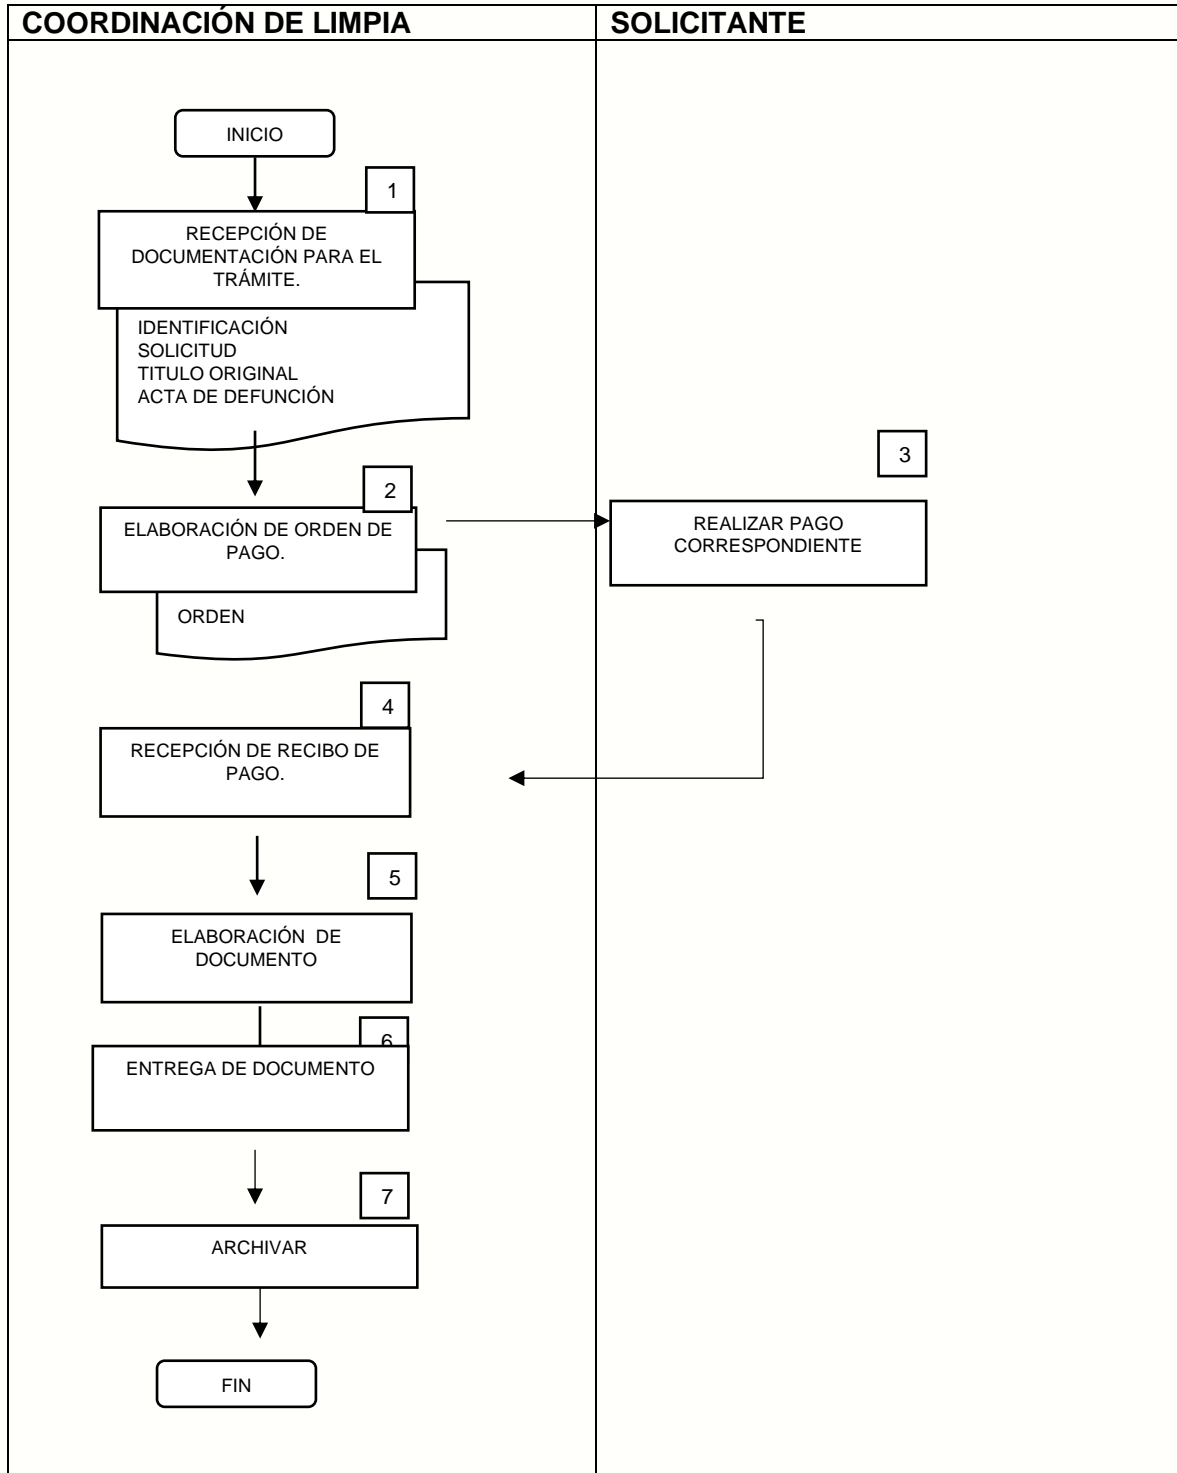 COORDINACIÓN DE LIMPIA
SOLICITANTE
INICIO
1
RECEPCIÓN DE
DOCUMENTACIÓN PARA EL
TRÁMITE.
IDENTIFICACIÓN
SOLICITUD
TITULO ORIGINAL
ACTA DE DEFUNCIÓN
2
ELABORACIÓN DE ORDEN DE
PAGO.
ORDEN
3
REALIZAR PAGO
CORRESPONDIENTE
4
RECEPCIÓN DE RECIBO DE
PAGO.
5
ELABORACIÓN  DE
DOCUMENTO
6
ENTREGA DE DOCUMENTO
7
ARCHIVAR
FIN